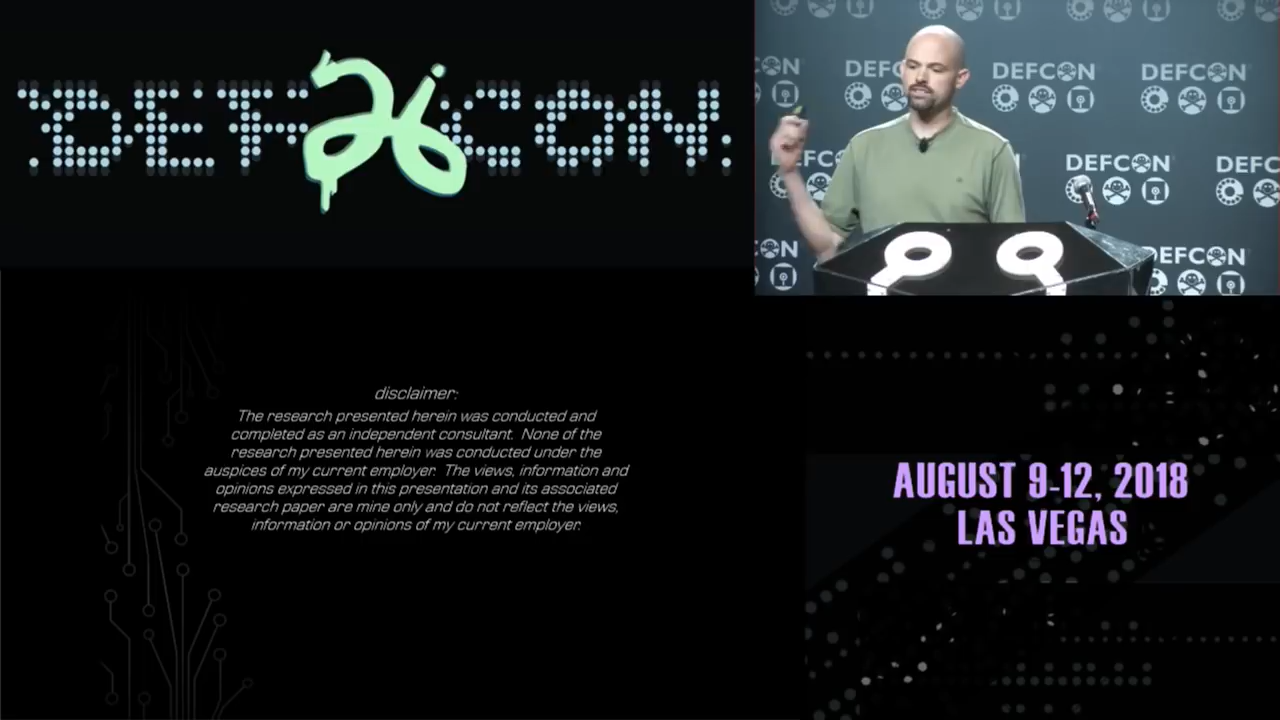 DEFCON 26
DEFCON DEFCON DEFCON
DEFCON DEFCON
DEFCON
disclaimer:
The research presented herein was conducted and
completed as an independent consultant. None of the
research presented herein was conducted under the
auspices of my current employer. The views, information and
opinions expressed in this presentation and its associated
research paper are mine only and do not reflect the views,
information or opinions of my current employer.
AUGUST 9-12, 2018
LAS VEGAS